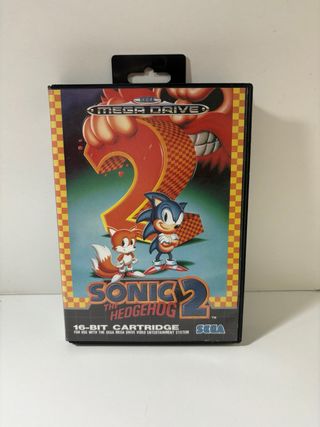 SEGA
MEGA DRIVE
2
SONIC
THE
HEDGEHOG 2
16-BIT CARTRIDGE
FOR USE WITH THE SEGA MEGA DRIVE VIDEO ENTERTAINMENT SYSTEM
SEGA